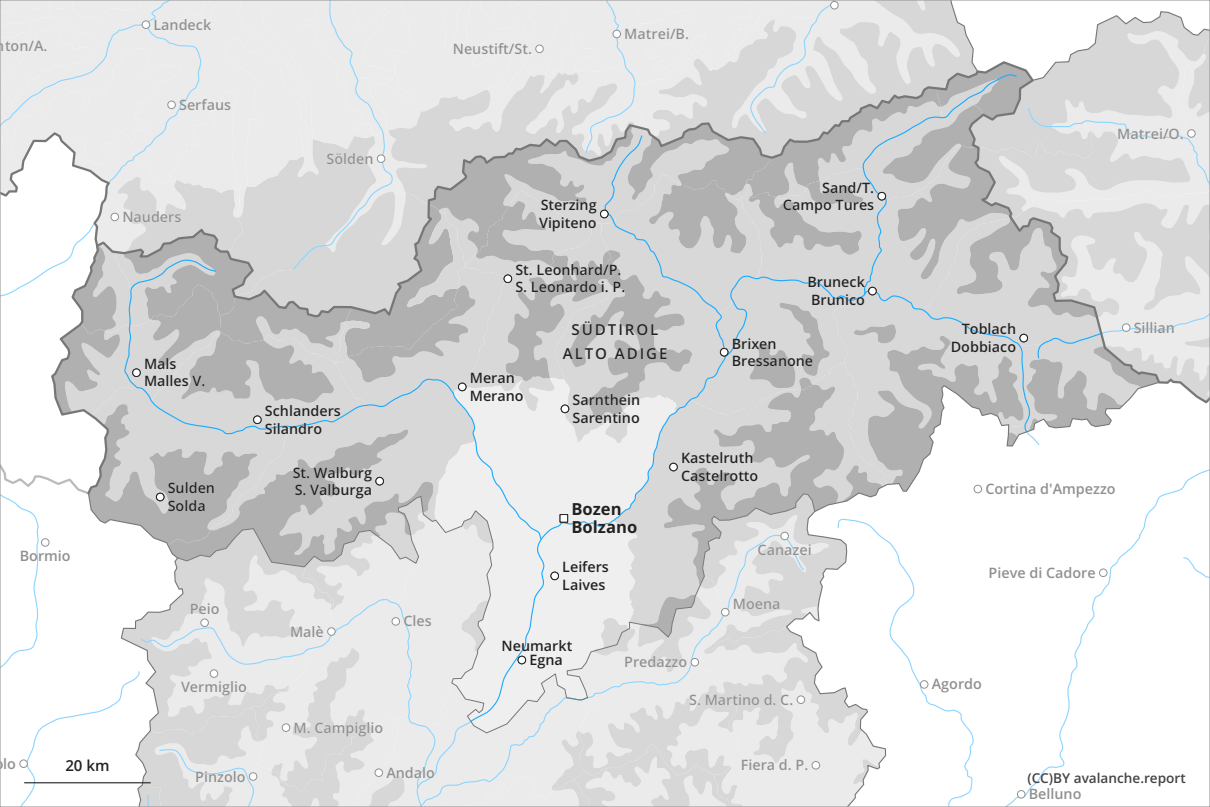 Landeck
nton/A.
Neustift/St.
Matrei/B.
Serfaus
Matrei/O.
Sölden
Sand/T.
Campo Tures
Nauders
Sterzing
Vipiteno
St. Leonhard/P.
S. Leonardo i. P.
Bruneck
Brunico
SÜDTIROL
ALTO ADIGE
Toblach
Dobbiaco
Sillian
Brixen
Bressanone
Mals
Malles V.
Meran
Merano
Sarnthein
Sarentino
Schlanders
Silandro
Kastelruth
Castelrotto
St. Walburg
S. Valburga
Sulden
Solda
Cortina d'Ampezzo
Bozen
Bolzano
Bormio
Canazei
Leifers
Laives
Pieve di Cadore
Peio
Moena
Malè
Cles
Neumarkt
Egna
Predazzo
Vermiglio
Agordo
S. Martino d. C.
M. Campiglio
20 km
olo
Pinzolo
Andalo
Fiera d. P.
(CC)BY avalanche.report
Belluno